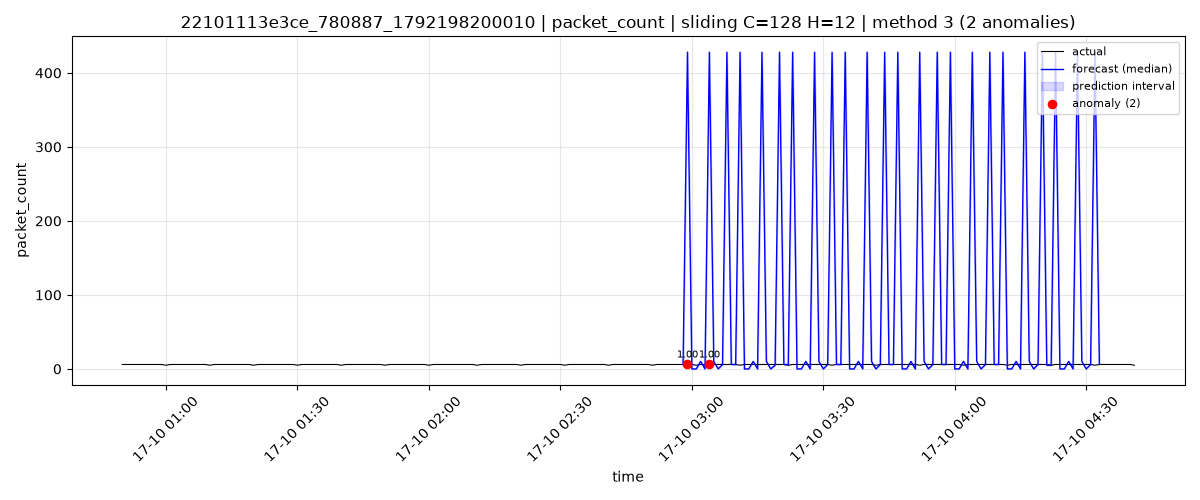 22101113e3ce_780887_1792198200010 | packet_count | sliding C=128 H=12 | method 3 (2 anomalies)
packet_count
400
300
200
100
0
actual
forecast (median)
prediction interval
anomaly (2)
1.00 1.00
17-10 01:00
17-10 01:30
17-10 02:00
17-10 02:30
17-10 03:00
17-10 03:30
17-10 04:00
17-10 04:30
time